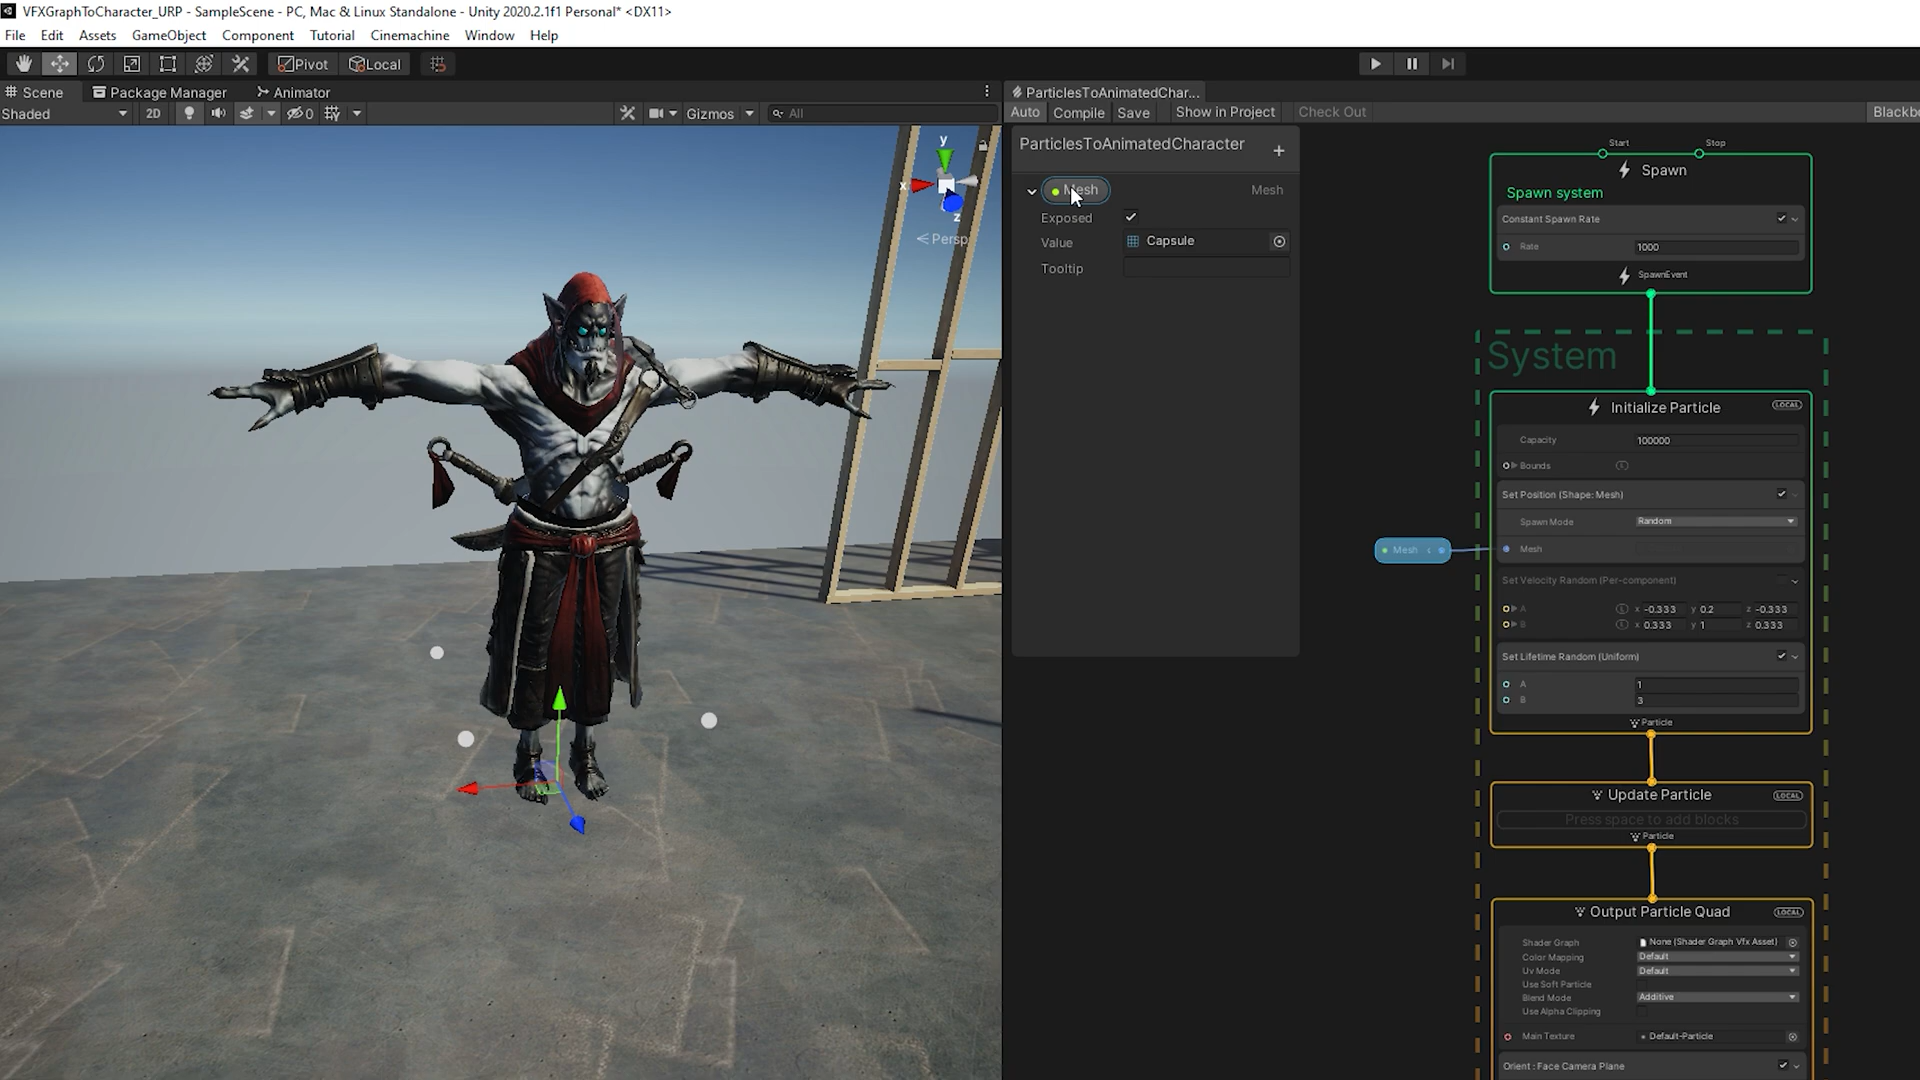 VFXGraphToCharacter_URP - SampleScene - PC, Mac & Linux Standalone - Unity 2020.2.1f1 Personal* <DX11>
File Edit Assets GameObject Component Tutorial Cinemachine Window Help
Pivot Local
Scene Package Manager Animator
Shaded 2D 0 Gizmos All
y
x
z
Persp
ParticlesToAnimatedChar...
Auto Compile Save Show in Project Check Out Blackbo
ParticlesToAnimatedCharacter +
Mesh Mesh
Exposed
Value Capsule
Tooltip
Start Stop
Spawn
Spawn system
Constant Spawn Rate
Rate 1000
SpawnEvent
System
Initialize Particle LOCAL
Capacity 100000
Bounds L
Set Position (Shape: Mesh)
Spawn Mode Random
Mesh
Mesh
Set Velocity Random (Per-component)
A L x -0.333 y 0.2 z -0.333
B L x 0.333 y 1 z 0.333
Set Lifetime Random (Uniform)
A 1
B 3
Particle
Update Particle LOCAL
Press space to add blocks
Particle
Output Particle Quad LOCAL
Shader Graph None (Shader Graph Vfx Asset)
Color Mapping Default
Uv Mode Default
Use Soft Particle
Blend Mode Additive
Use Alpha Clipping
Main Texture Default-Particle
Orient : Face Camera Plane